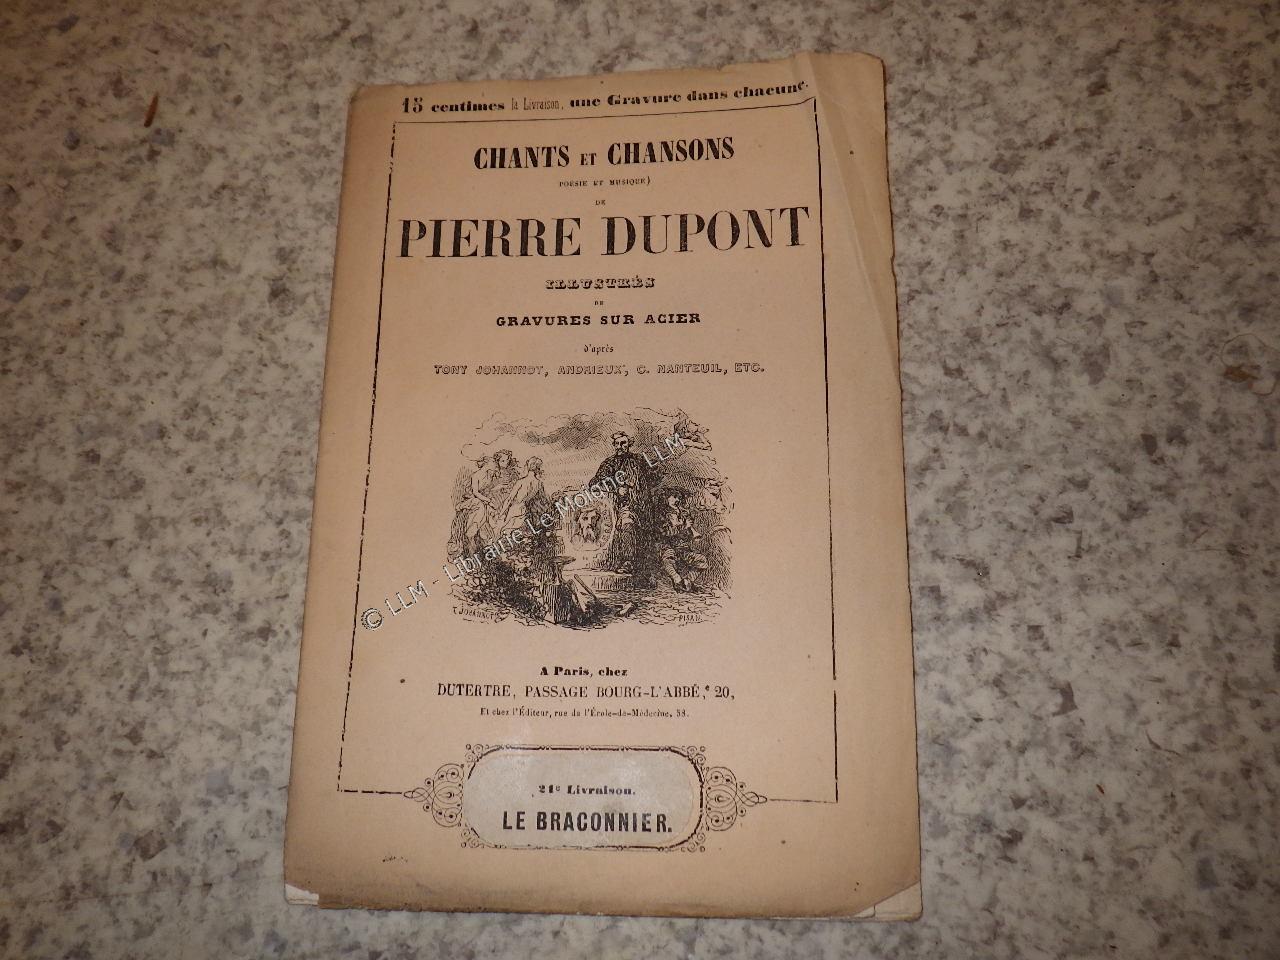 15 centimes la Livraison, une Gravure dans chacune.
CHANTS ET CHANSONS
POÉSIE ET MUSIQUE)
DE
PIERRE DUPONT
ILLUSTRÉS
DE
GRAVURES SUR ACIER
d'après
TONY JOHANNOT, ANDRIEUX, C. NANTEUIL, ETC.
© LLM - Librairie Le Moigne - LLM
T. JOHANNOT
PISAN
A Paris, chez
DUTERTRE, PASSAGE BOURG-L'ABBÉ, 20,
Et chez l'Éditeur, rue de l'École-de-Médecine, 58.
21e Livraison.
LE BRACONNIER.